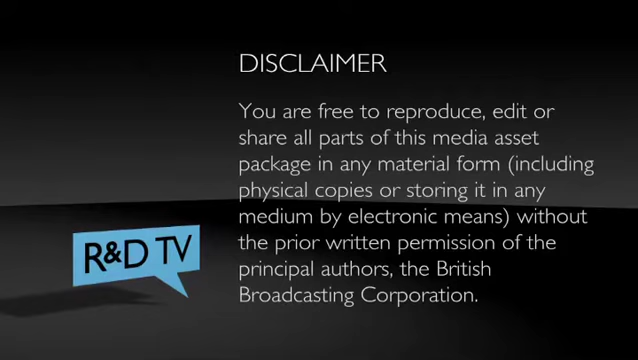 DISCLAIMER
You are free to reproduce, edit or
share all parts of this media asset
package in any material form (including
physical copies or storing it in any
medium by electronic means) without
the prior written permission of the
principal authors, the British
Broadcasting Corporation.
R&D TV